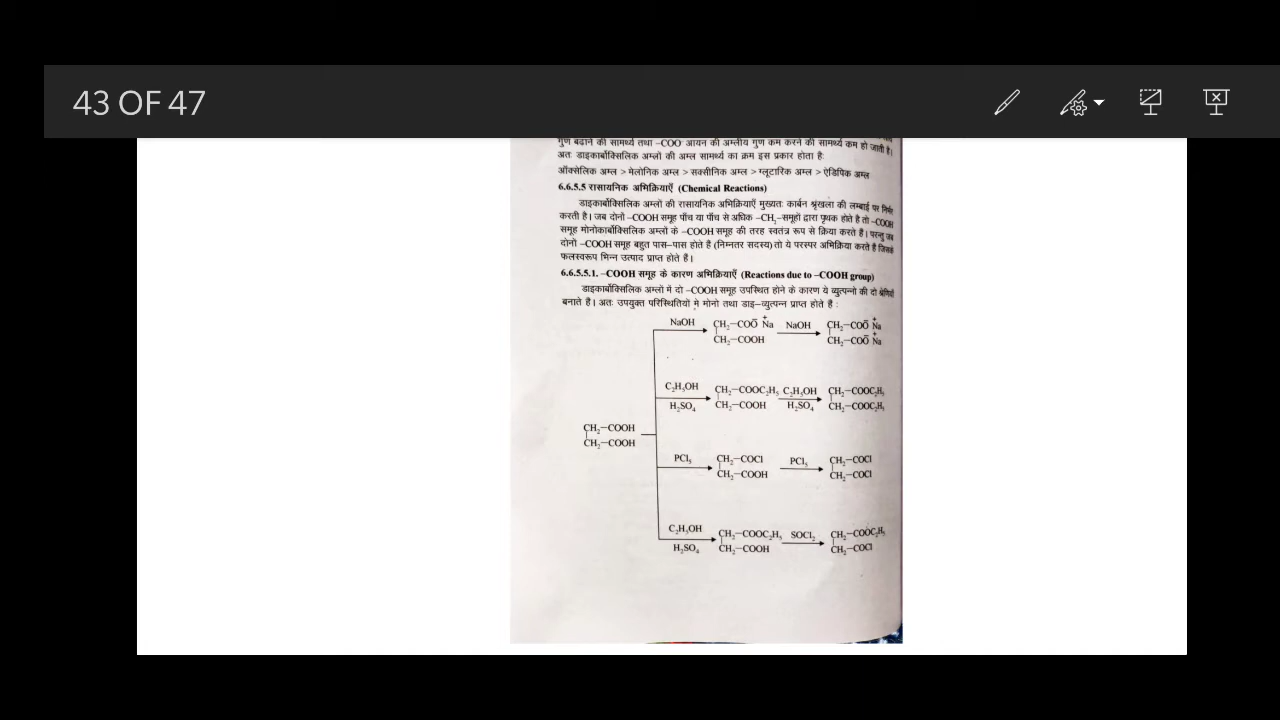 43 OF 47
गुण बढाने की सामर्थ्य तथा –COO⁻ आयन की अम्लीय गुण कम करने की सामर्थ्य कम हो जाती है।
अतः डाइकार्बोक्सिलिक अम्लों की अम्ल सामर्थ्य का क्रम इस प्रकार होता है:
ऑक्सेलिक अम्ल > मेलोनिक अम्ल > सक्सीनिक अम्ल > ग्लूटारिक अम्ल > ऐडिपिक अम्ल
6.6.5.5 रासायनिक अभिक्रियाएँ (Chemical Reactions)
डाइकार्बोक्सिलिक अम्लों की रासायनिक अभिक्रियाएँ मुख्यतः कार्बन श्रृंखला की लम्बाई पर निर्भर
करती है। जब दोनो –COOH समूह पाँच या पाँच से अधिक –CH₂–समूहों द्वारा पृथक होते है तो –COOH
समूह मोनोकार्बोक्सिलिक अम्लों के –COOH समूह की तरह स्वतंत्र रूप से क्रिया करते हैं। परन्तु जब
दोनो –COOH समूह बहुत पास–पास होते हैं (निम्नतर सदस्य) तो ये परस्पर अभिक्रिया करते हैं जिसके
फलस्वरूप भिन्न उत्पाद प्राप्त होते हैं।
6.6.5.5.1. –COOH समूह के कारण अभिक्रियाएँ (Reactions due to –COOH group)
डाइकार्बोक्सिलिक अम्लों में दो –COOH समूह उपस्थित होने के कारण ये व्युत्पन्नो की दो श्रेणियाँ
बनाते हैं। अतः उपयुक्त परिस्थितियो मे मोनो तथा डाइ–व्युत्पन्न प्राप्त होते हैं :
NaOH CH₂–COŌ N⁺a NaOH CH₂–COŌ N⁺a
CH₂–COOH CH₂–COŌ N⁺a
C₂H₅OH CH₂–COOC₂H₅ C₂H₅OH CH₂–COOC₂H₅
H₂SO₄ CH₂–COOH H₂SO₄ CH₂–COOC₂H₅
CH₂–COOH
CH₂–COOH
PCl₅ CH₂–COCl PCl₅ CH₂–COCl
CH₂–COOH CH₂–COCl
C₂H₅OH CH₂–COOC₂H₅ SOCl₂ CH₂–COOC₂H₅
H₂SO₄ CH₂–COOH CH₂–COCl